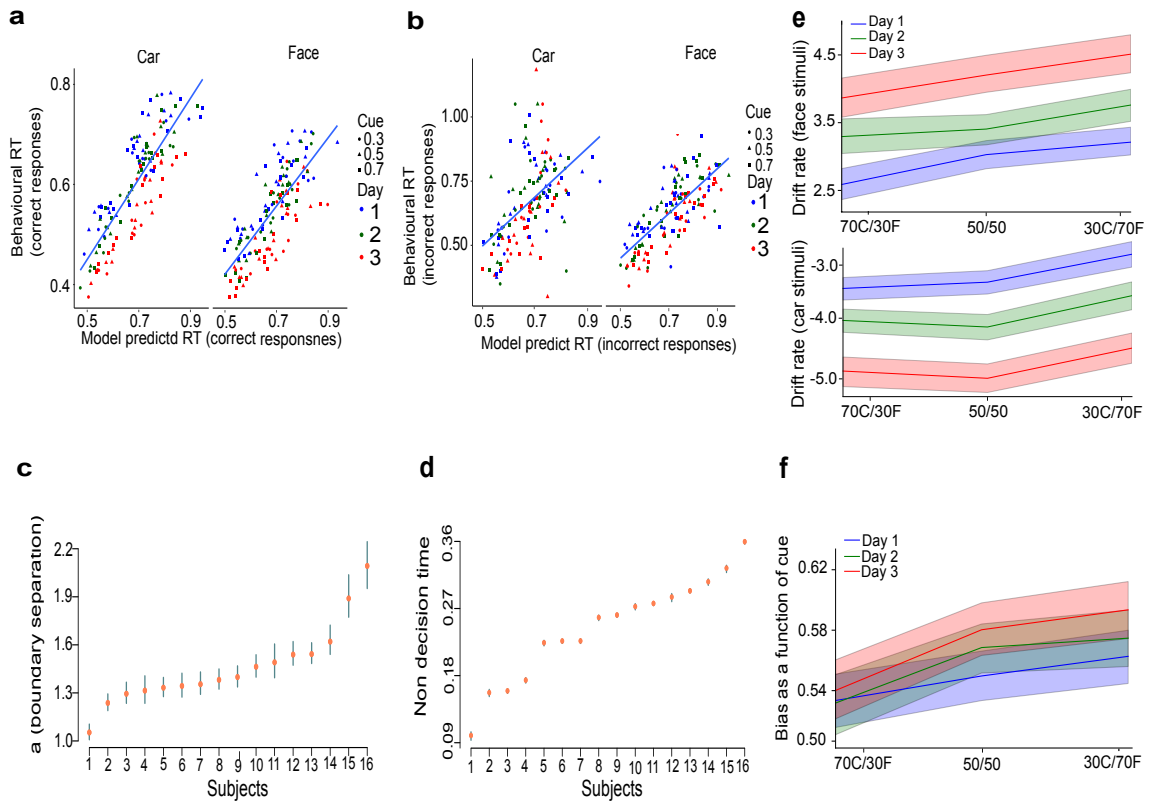 a
Car
Face
Behavioural RT
(correct responses)
0.8
0.6
0.4
0.5
0.7
0.9
0.5
0.7
0.9
Model predictd RT (correct responsnes)
Cue
0.3
0.5
0.7
Day
1
2
3
b
Car
Face
Behavioural RT
(incorrect responses)
1.00
0.75
0.50
0.5
0.7
0.9
0.5
0.7
0.9
Model predict RT (incorrect responses)
Cue
0.3
0.5
0.7
Day
1
2
3
e
Day 1
Day 2
Day 3
Drift rate (face stimuli)
4.5
3.5
2.5
70C/30F
50/50
30C/70F
Drift rate (car stimuli)
-3.0
-4.0
-5.0
70C/30F
50/50
30C/70F
c
a (boundary separation)
2.2
1.9
1.6
1.3
1.0
1 2 3 4 5 6 7 8 9 10 11 12 13 14 15 16
Subjects
d
Non decision time
0.36
0.27
0.18
0.09
1 2 3 4 5 6 7 8 9 10 11 12 13 14 15 16
Subjects
f
Day 1
Day 2
Day 3
Bias as a function of cue
0.62
0.58
0.54
0.50
70C/30F
50/50
30C/70F